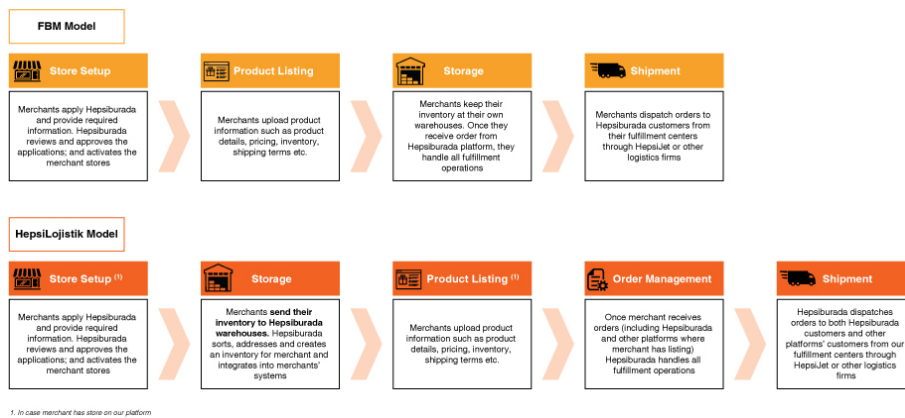 FBM Model
Store Setup
Merchants apply Hepsiburada
and provide required
information. Hepsiburada
reviews and approves the
applications; and activates the
merchant stores
Product Listing
Merchants upload product
information such as product
details, pricing, inventory,
shipping terms etc.
Storage
Merchants keep their
inventory at their own
warehouses. Once they
receive order from
Hepsiburada platform, they
handle all fulfillment
operations
Shipment
Merchants dispatch orders to
Hepsiburada customers from
their fulfillment centers
through HepsiJet or other
logistics firms
HepsiLojistik Model
Store Setup (1)
Merchants apply Hepsiburada
and provide required
information. Hepsiburada
reviews and approves the
applications; and activates the
merchant stores
Storage
Merchants send their
inventory to Hepsiburada
warehouses. Hepsiburada
sorts, addresses and creates
an inventory for merchant and
integrates into merchants'
systems
Product Listing (1)
Merchants upload product
information such as product
details, pricing, inventory,
shipping terms etc.
Order Management
Once merchant receives
orders (including Hepsiburada
and other platforms where
merchant has listing)
Hepsiburada handles all
fulfillment operations
Shipment
Hepsiburada dispatches
orders to both Hepsiburada
customers and other
platforms' customers from our
fulfillment centers through
HepsiJet or other logistics
firms
1. In case merchant has store on our platform